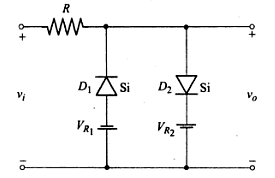 R
+ +
D1 Si D2 Si
vi vo
VR1 VR2
− −